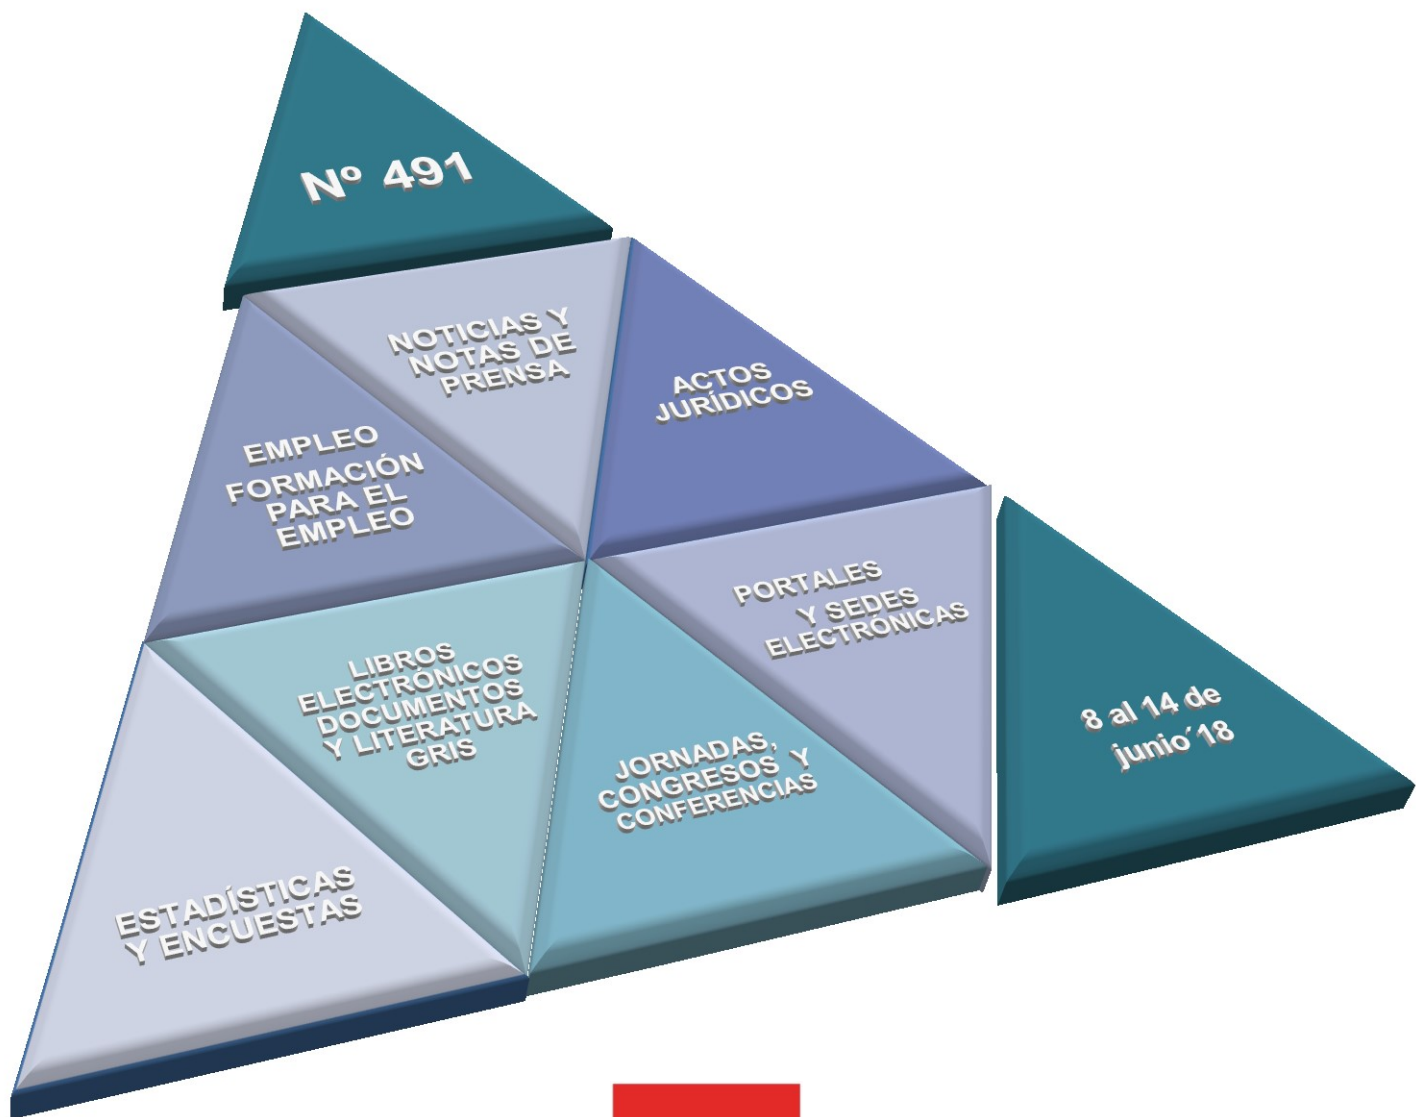 Nº 491
NOTICIAS Y
NOTAS DE
PRENSA
ACTOS
JURÍDICOS
EMPLEO
FORMACIÓN
PARA EL
EMPLEO
PORTALES
Y SEDES
ELECTRÓNICAS
LIBROS
ELECTRÓNICOS
DOCUMENTOS
Y LITERATURA
GRIS
JORNADAS,
CONGRESOS Y
CONFERENCIAS
8 al 14 de
junio´18
ESTADÍSTICAS
Y ENCUESTAS